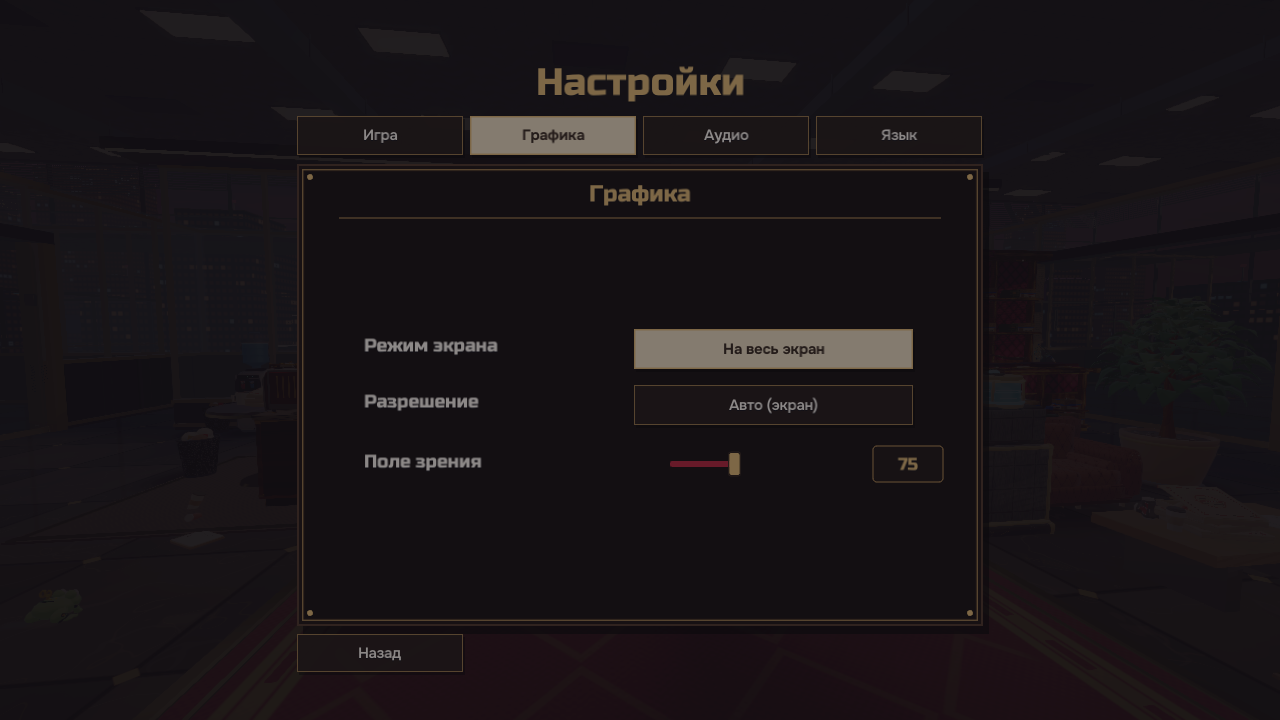 Настройки
Игра
Графика
Аудио
Язык
Графика
Режим экрана
На весь экран
Разрешение
Авто (экран)
Поле зрения
75
Назад